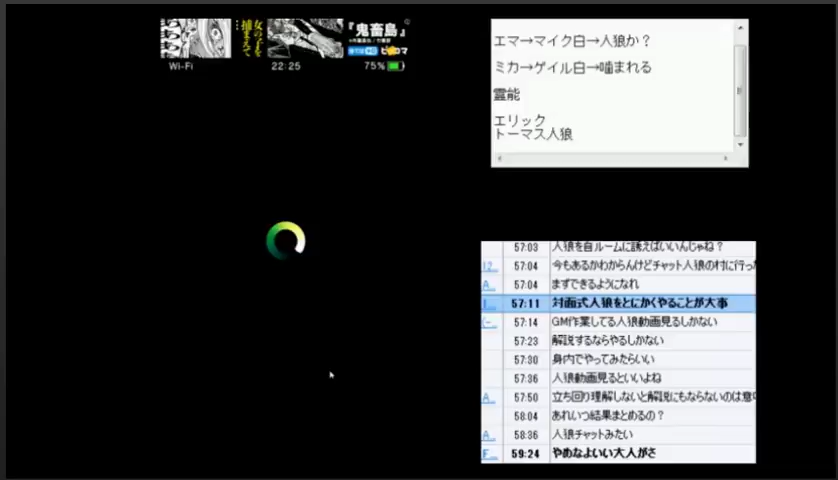 女の子を
捕まえて
『鬼畜島』
Wi-Fi
22:25
75%
エマ→マイク白→人狼か？
ミカ→ゲイル白→噛まれる
霊能
エリック
トーマス人狼
57:03 人狼を自ルームに誘えばいいんじゃね？
12... 57:04 今もあるかわからんけどチャット人狼の村に行った
A... 57:04 まずできるようになれ
57:11 対面式人狼をとにかくやることが大事
(-... 57:14 GM作業してる人狼動画見るしかない
57:23 解説するならやるしかない
57:30 身内でやってみたらいい
57:36 人狼動画見るといいよね
A... 57:50 立ち回り理解しないと解説にもならないのは意味
58:04 あれいつ結果まとめるの？
A... 58:36 人狼チャットみたい
F... 59:24 やめなよいい大人がさ